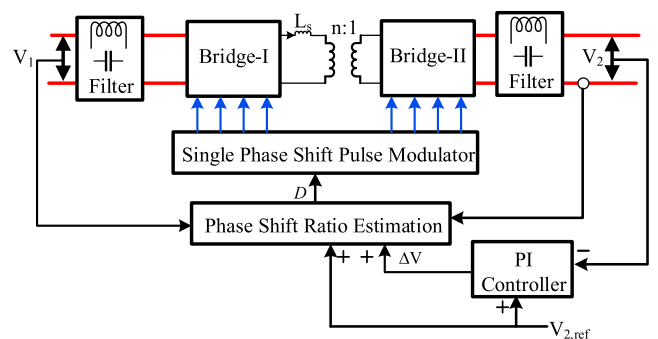 V1
Filter
Bridge-I
Ls
n:1
Bridge-II
Filter
V2
Single Phase Shift Pulse Modulator
D
Phase Shift Ratio Estimation
+ +
ΔV
PI
Controller
−
+
V2,ref